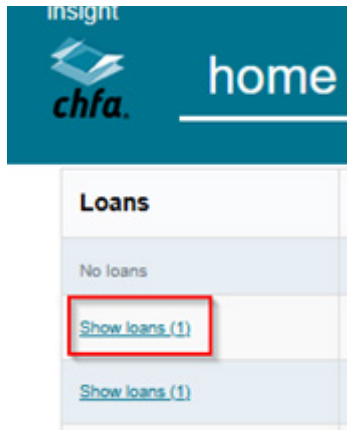 Insight
chfa.
home
Loans
No loans
Show loans (1)
Show loans (1)